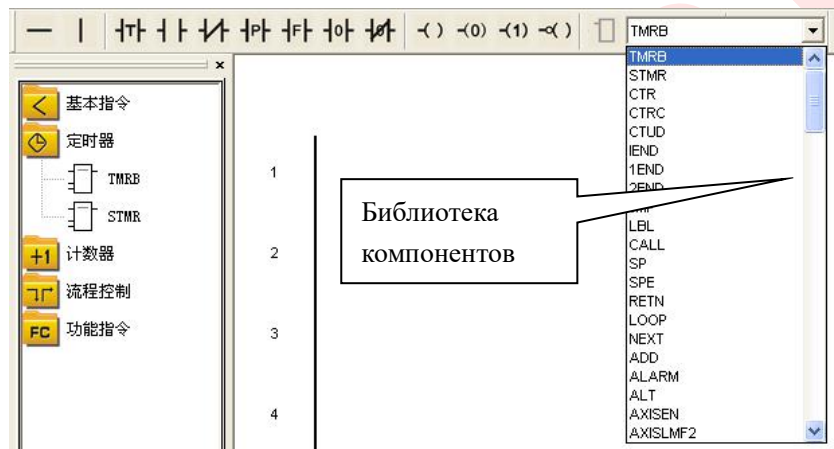 TMRB
TMRB
STMR
CTR
CTRC
CTUD
IEND
1END
2END
LBL
CALL
SP
SPE
RETN
LOOP
NEXT
ADD
ALARM
ALT
AXISEN
AXISLMF2
基本指令
定时器
TMRB
STMR
计数器
流程控制
FC 功能指令
1
2
3
4
Библиотека
компонентов